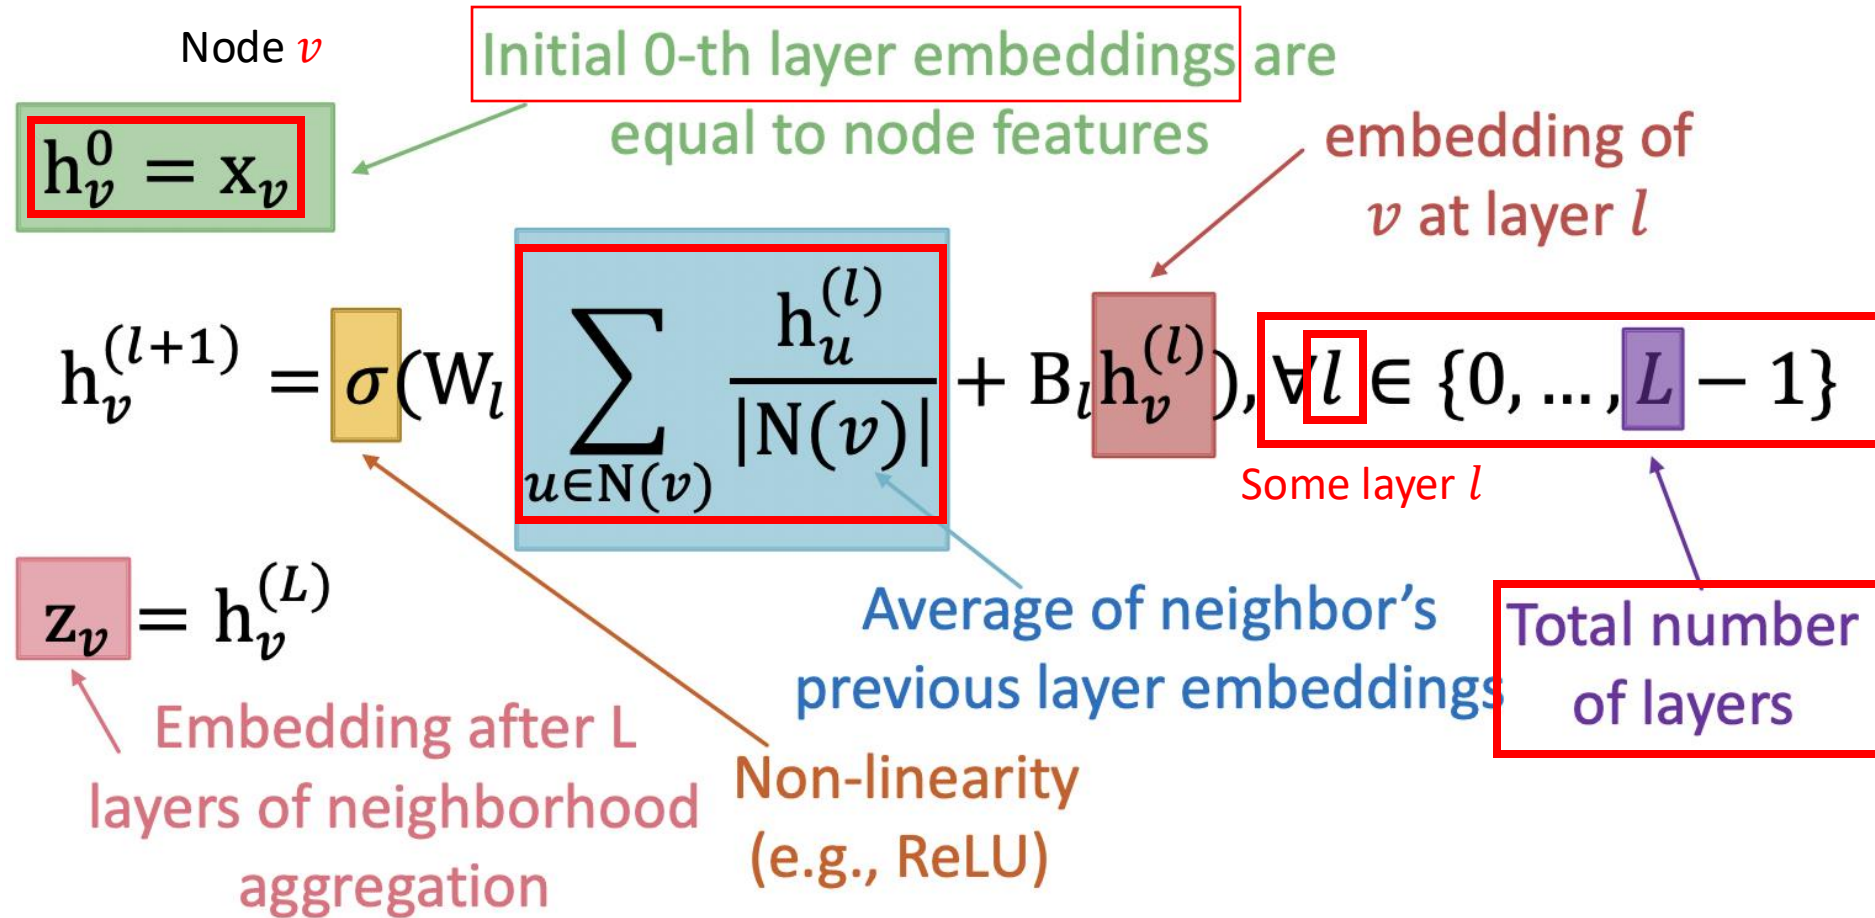 Node v
Initial 0-th layer embeddings are
equal to node features
h_v^0 = x_v
embedding of
v at layer l
h_v^{(l+1)} = σ(W_l ∑_{u∈N(v)} h_u^{(l)} / |N(v)| + B_l h_v^{(l)}), ∀l ∈ {0, ..., L − 1}
Some layer l
z_v = h_v^{(L)}
Average of neighbor's
previous layer embeddings
Total number
of layers
Embedding after L
layers of neighborhood
aggregation
Non-linearity
(e.g., ReLU)